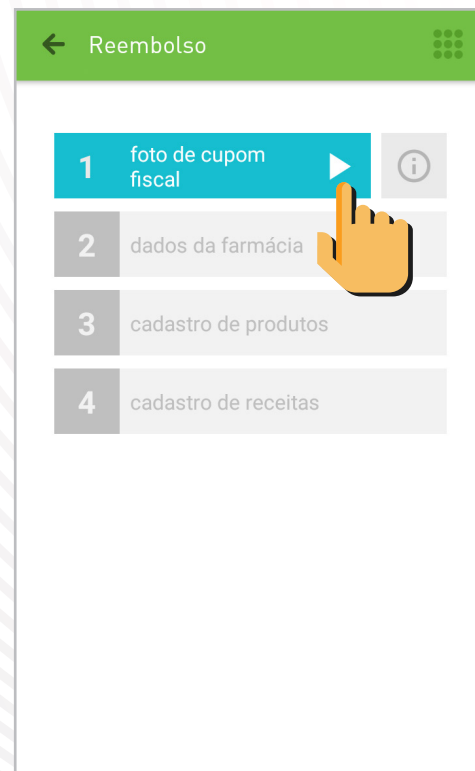 Reembolso
1
foto de cupom
fiscal
2
dados da farmácia
3
cadastro de produtos
4
cadastro de receitas